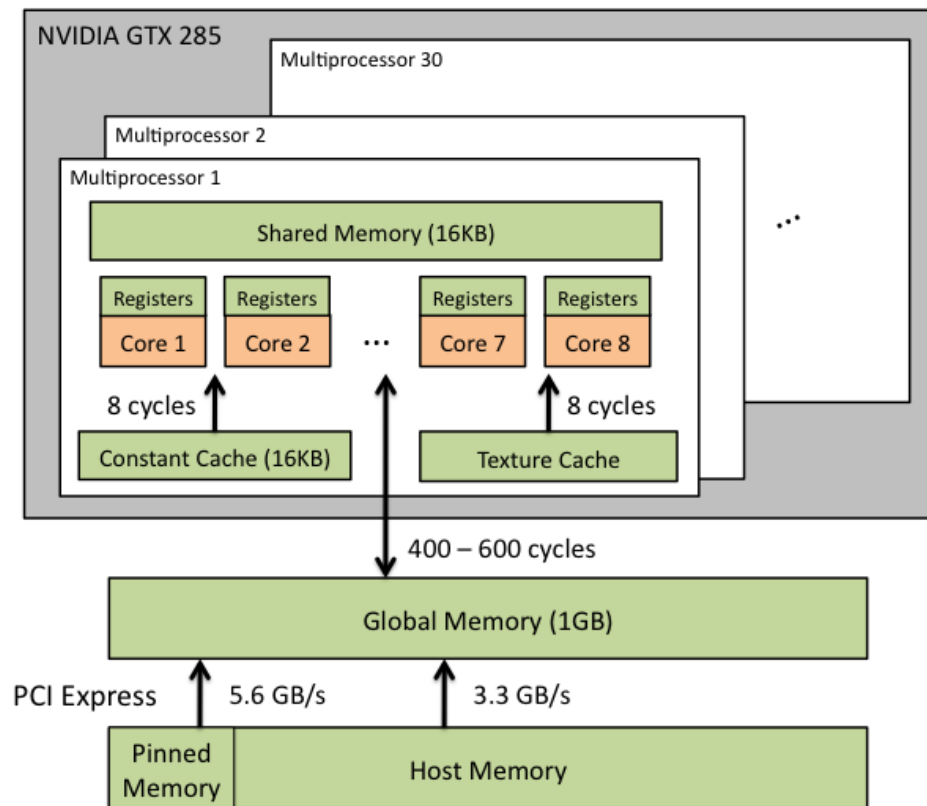 NVIDIA GTX 285
Multiprocessor 30
Multiprocessor 2
Multiprocessor 1
Shared Memory (16KB)
Registers
Registers
Registers
Registers
Core 1
Core 2
...
Core 7
Core 8
...
8 cycles
8 cycles
Constant Cache (16KB)
Texture Cache
400 – 600 cycles
Global Memory (1GB)
PCI Express
5.6 GB/s
3.3 GB/s
Pinned
Memory
Host Memory